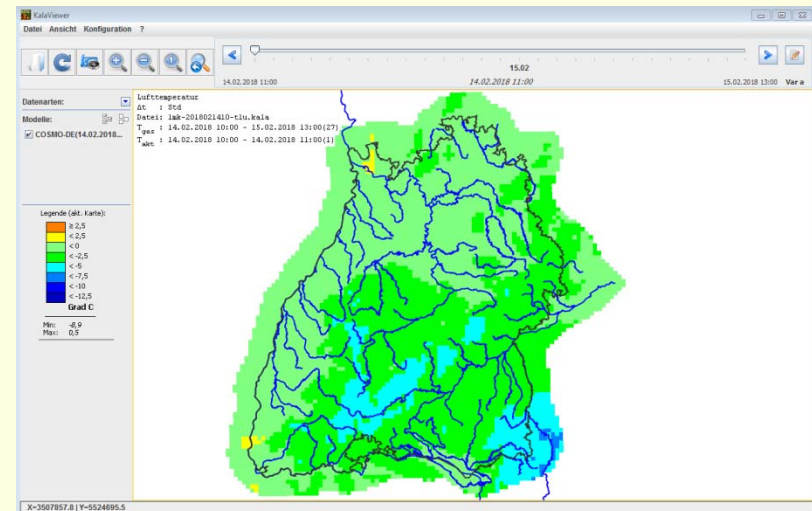 KalaViewer
Datei Ansicht Konfiguration ?
15.02
14.02.2018 11:00
14.02.2018 11:00
15.02.2018 13:00
Var a
Datenarten:
Modelle:
COSMO-DE(14.02.2018...
Lufttemperatur
Δt : Std
Datei: lmk-2018021410-tlu.kala
Tges : 14.02.2018 10:00 - 15.02.2018 13:00(27)
Takt : 14.02.2018 10:00 - 14.02.2018 11:00(1)
Legende (akt. Karte):
≥ 2,5
< 2,5
< 0
< -2,5
< -5
< -7,5
< -10
< -12,5
Grad C
Min: -8,9
Max: 0,5
X=3507857.8 | Y=5524695.5